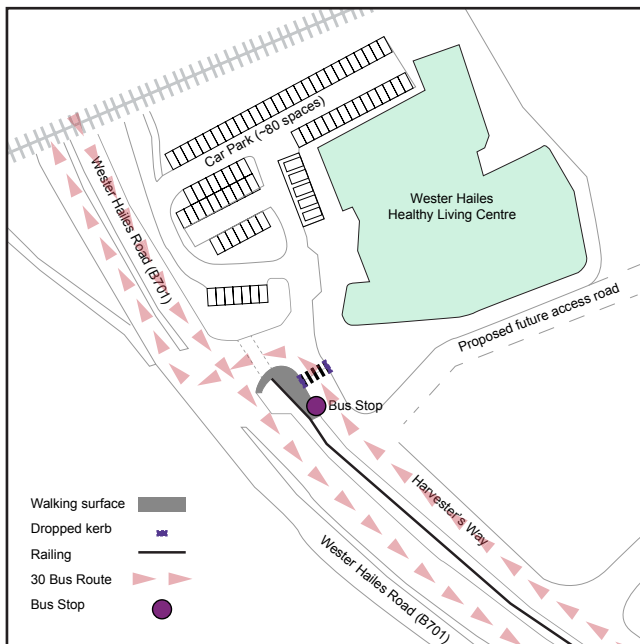 Car Park (~80 spaces)
Wester Hailes Road (B701)
Wester Hailes
Healthy Living Centre
Proposed future access road
Bus Stop
Harvester's Way
Wester Hailes Road (B701)
Walking surface
Dropped kerb
Railing
30 Bus Route
Bus Stop